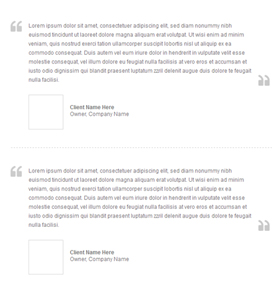 Lorem ipsum dolor sit amet, consectetuer adipiscing elit, sed diam nonummy nibh
euismod tincidunt ut laoreet dolore magna aliquam erat volutpat. Ut wisi enim ad minim
veniam, quis nostrud exerci tation ullamcorper suscipit lobortis nisl ut aliquip ex ea
commodo consequat. Duis autem vel eum iriure dolor in hendrerit in vulputate velit esse
molestie consequat, vel illum dolore eu feugiat nulla facilisis at vero eros et accumsan et
iusto odio dignissim qui blandit praesent luptatum zzril delenit augue duis dolore te feugait
nulla facilisi.
Client Name Here
Owner, Company Name
Lorem ipsum dolor sit amet, consectetuer adipiscing elit, sed diam nonummy nibh
euismod tincidunt ut laoreet dolore magna aliquam erat volutpat. Ut wisi enim ad minim
veniam, quis nostrud exerci tation ullamcorper suscipit lobortis nisl ut aliquip ex ea
commodo consequat. Duis autem vel eum iriure dolor in hendrerit in vulputate velit esse
molestie consequat, vel illum dolore eu feugiat nulla facilisis at vero eros et accumsan et
iusto odio dignissim qui blandit praesent luptatum zzril delenit augue duis dolore te feugait
nulla facilisi.
Client Name Here
Owner, Company Name